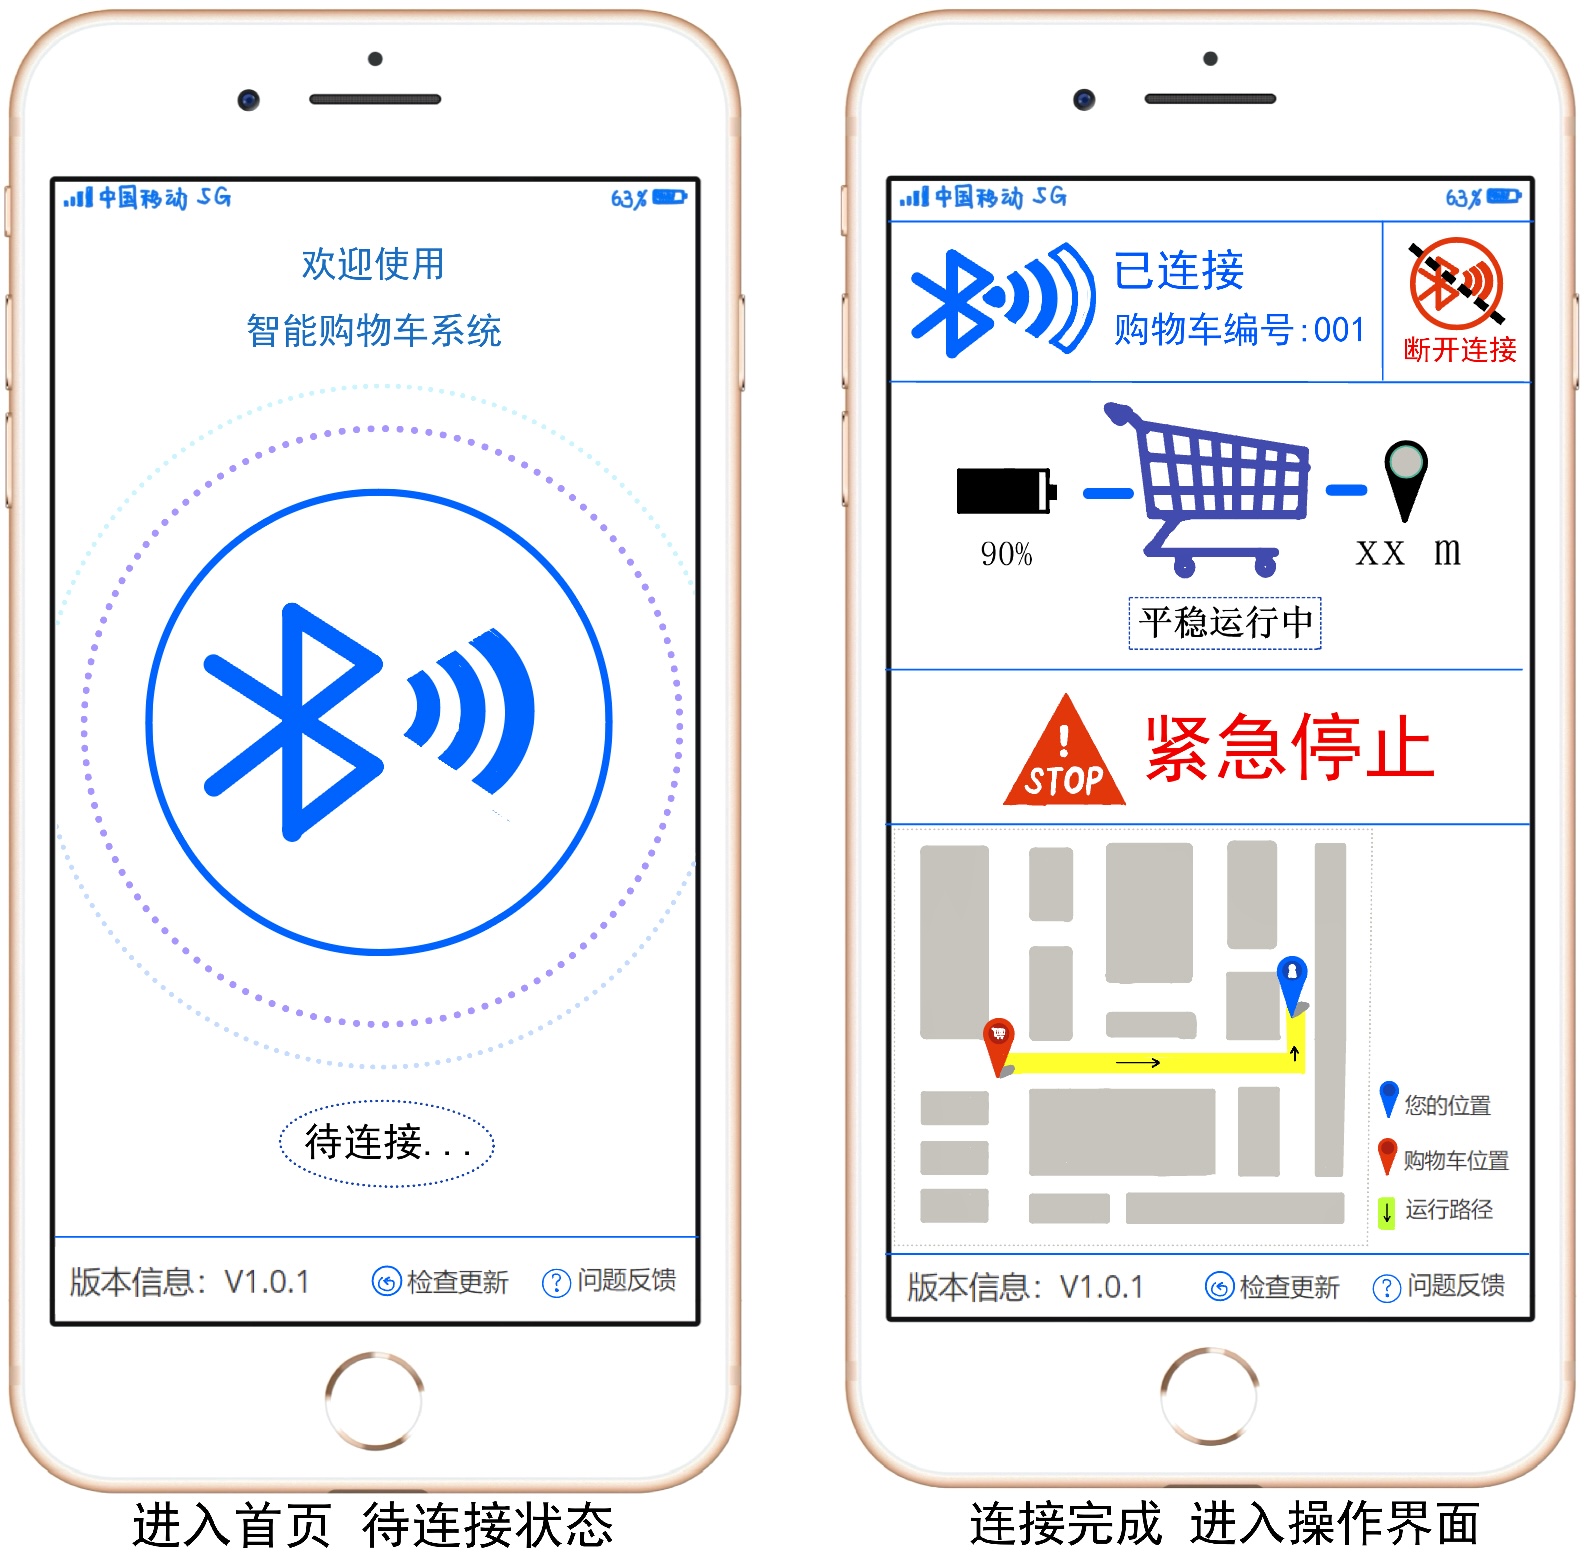 中国移动 5G 63%
欢迎使用
智能购物车系统
待连接...
版本信息：V1.0.1 检查更新 ? 问题反馈
进入首页 待连接状态
中国移动 5G 63%
已连接
购物车编号:001
断开连接
90%
xx m
平稳运行中
!
STOP
紧急停止
您的位置
购物车位置
运行路径
版本信息：V1.0.1 检查更新 ? 问题反馈
连接完成 进入操作界面